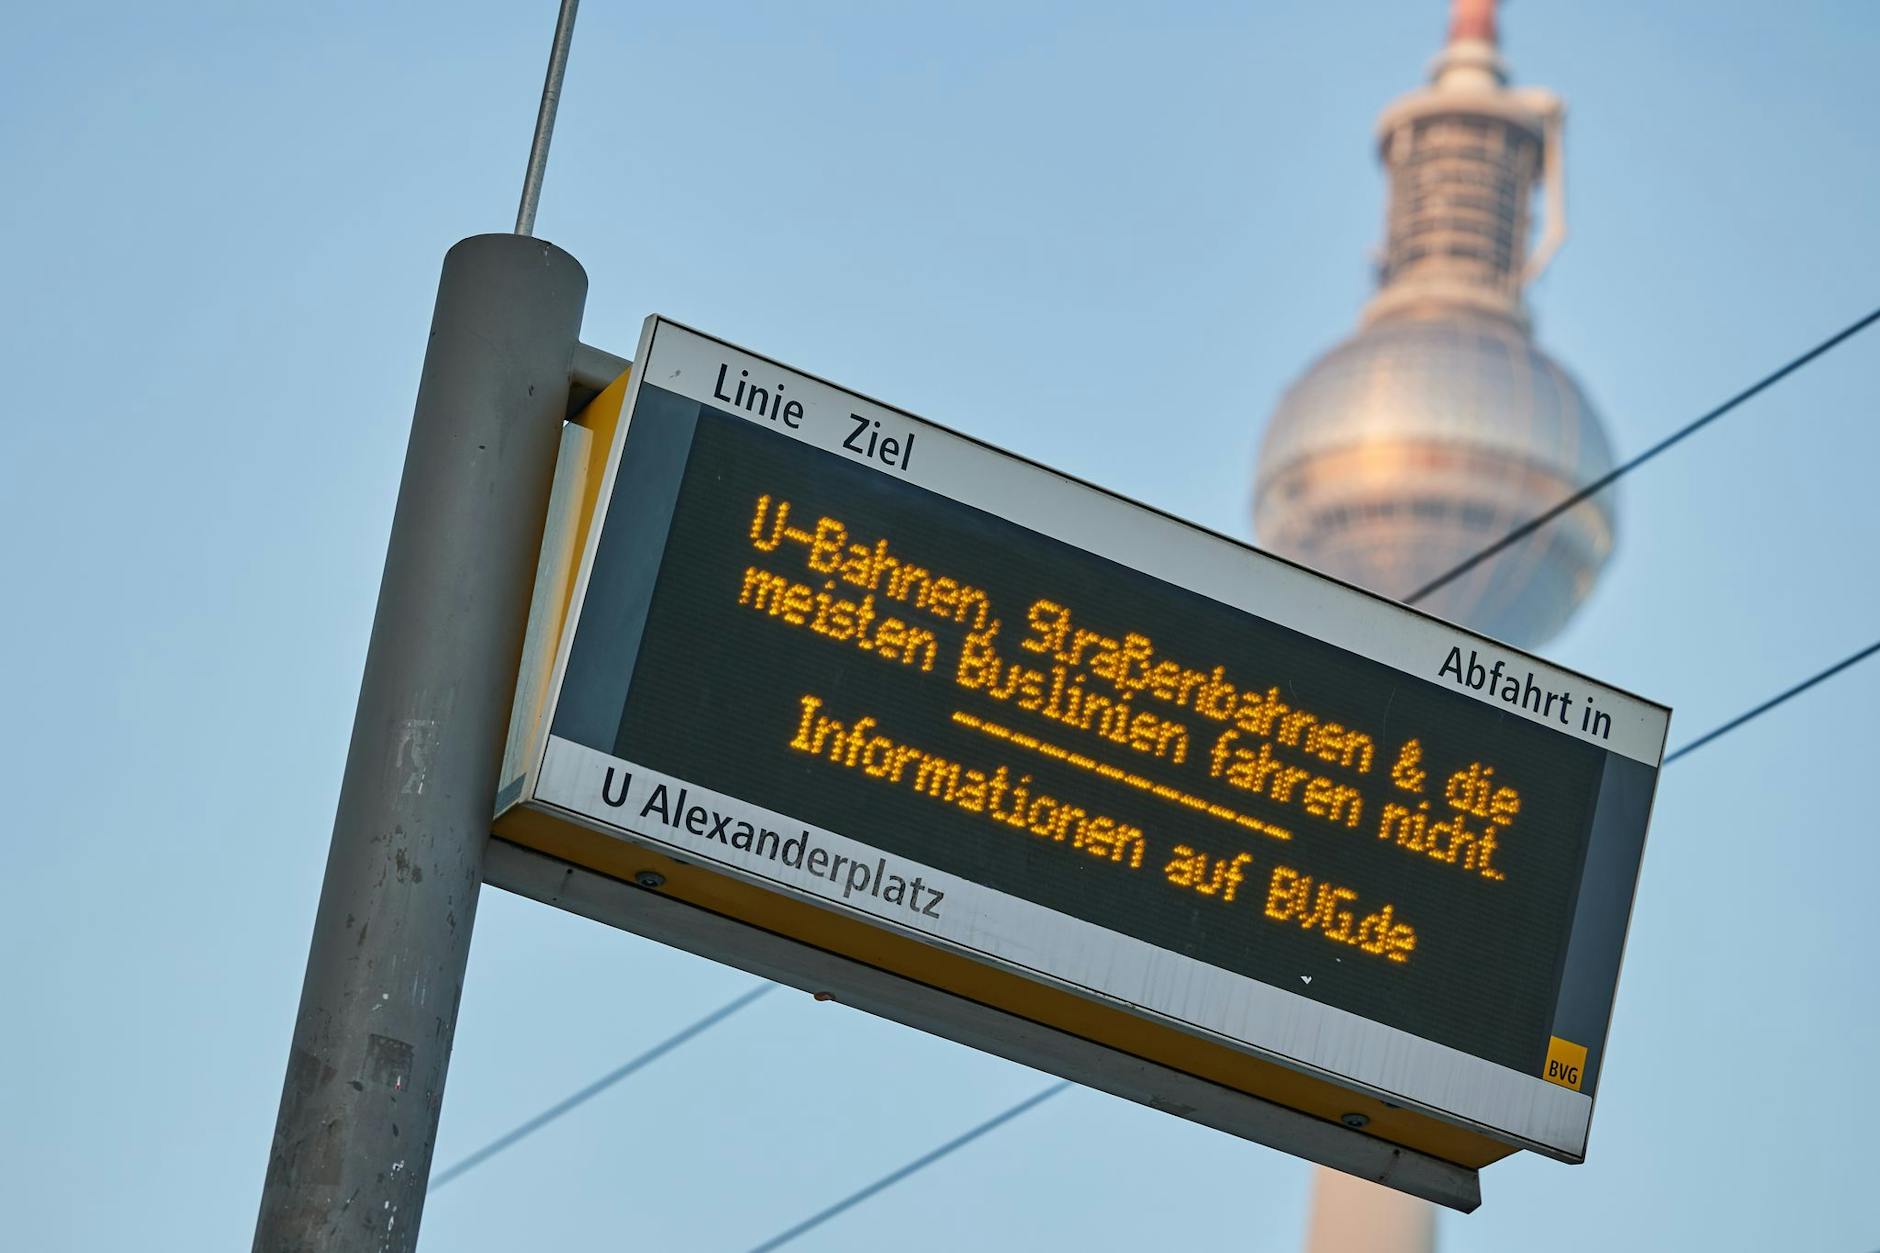 Linie Ziel Abfahrt in
U-Bahnen, Straßenbahnen & die
meisten Buslinien fahren nicht.
Informationen auf BVG.de
U Alexanderplatz
BVG